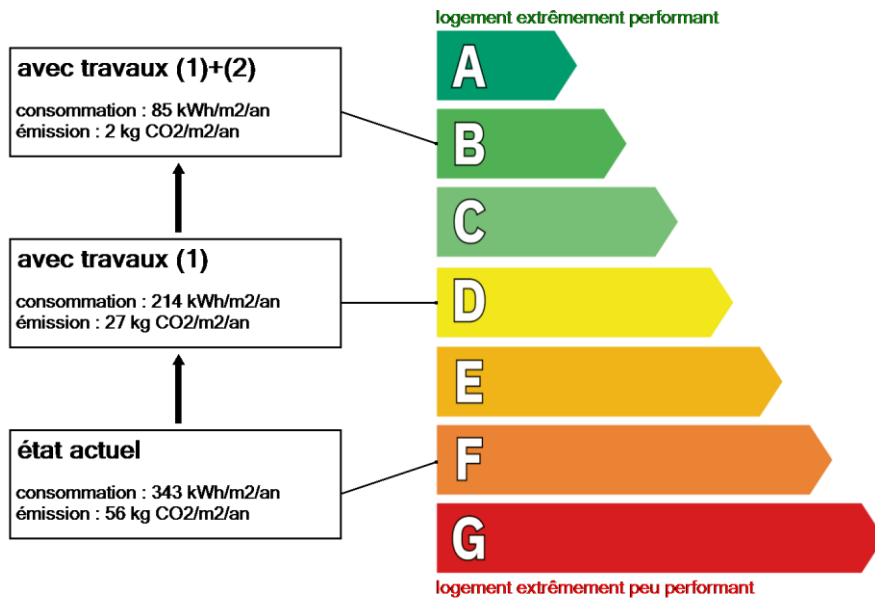 logement extrêmement performant
avec travaux (1)+(2)
consommation : 85 kWh/m2/an
émission : 2 kg CO2/m2/an
avec travaux (1)
consommation : 214 kWh/m2/an
émission : 27 kg CO2/m2/an
état actuel
consommation : 343 kWh/m2/an
émission : 56 kg CO2/m2/an
A
B
C
D
E
F
G
logement extrêmement peu performant